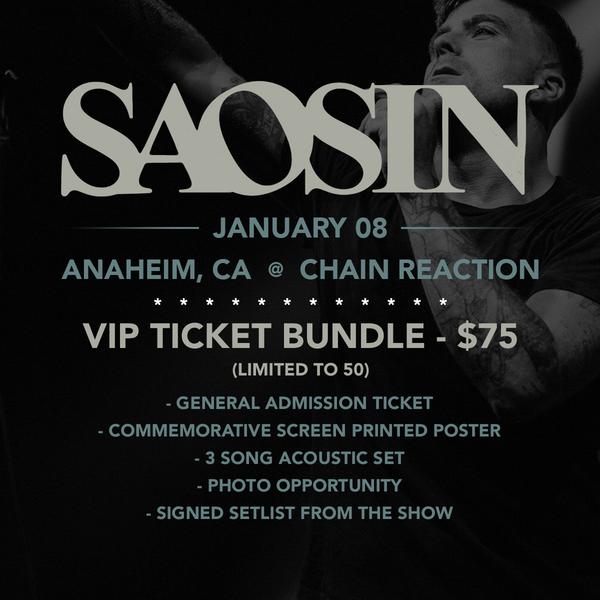 SAOSIN
JANUARY 08
ANAHEIM, CA @ CHAIN REACTION
* * * * * * * * * * * *
VIP TICKET BUNDLE - $75
(LIMITED TO 50)
- GENERAL ADMISSION TICKET
- COMMEMORATIVE SCREEN PRINTED POSTER
- 3 SONG ACOUSTIC SET
- PHOTO OPPORTUNITY
- SIGNED SETLIST FROM THE SHOW